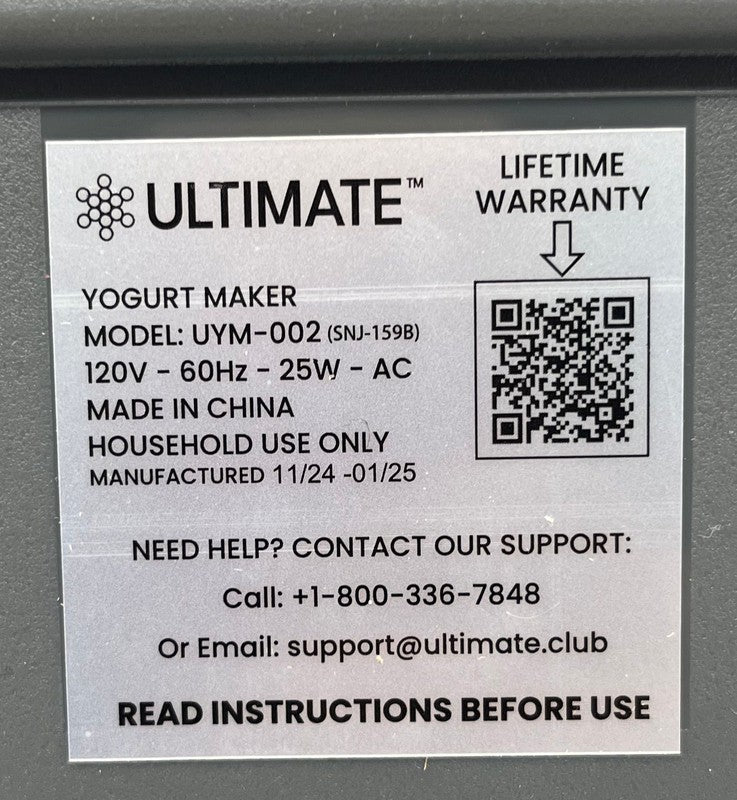 ULTIMATE™
LIFETIME
WARRANTY
YOGURT MAKER
MODEL: UYM-002 (SNJ-159B)
120V - 60Hz - 25W - AC
MADE IN CHINA
HOUSEHOLD USE ONLY
MANUFACTURED 11/24 -01/25
NEED HELP? CONTACT OUR SUPPORT:
Call: +1-800-336-7848
Or Email: support@ultimate.club
READ INSTRUCTIONS BEFORE USE